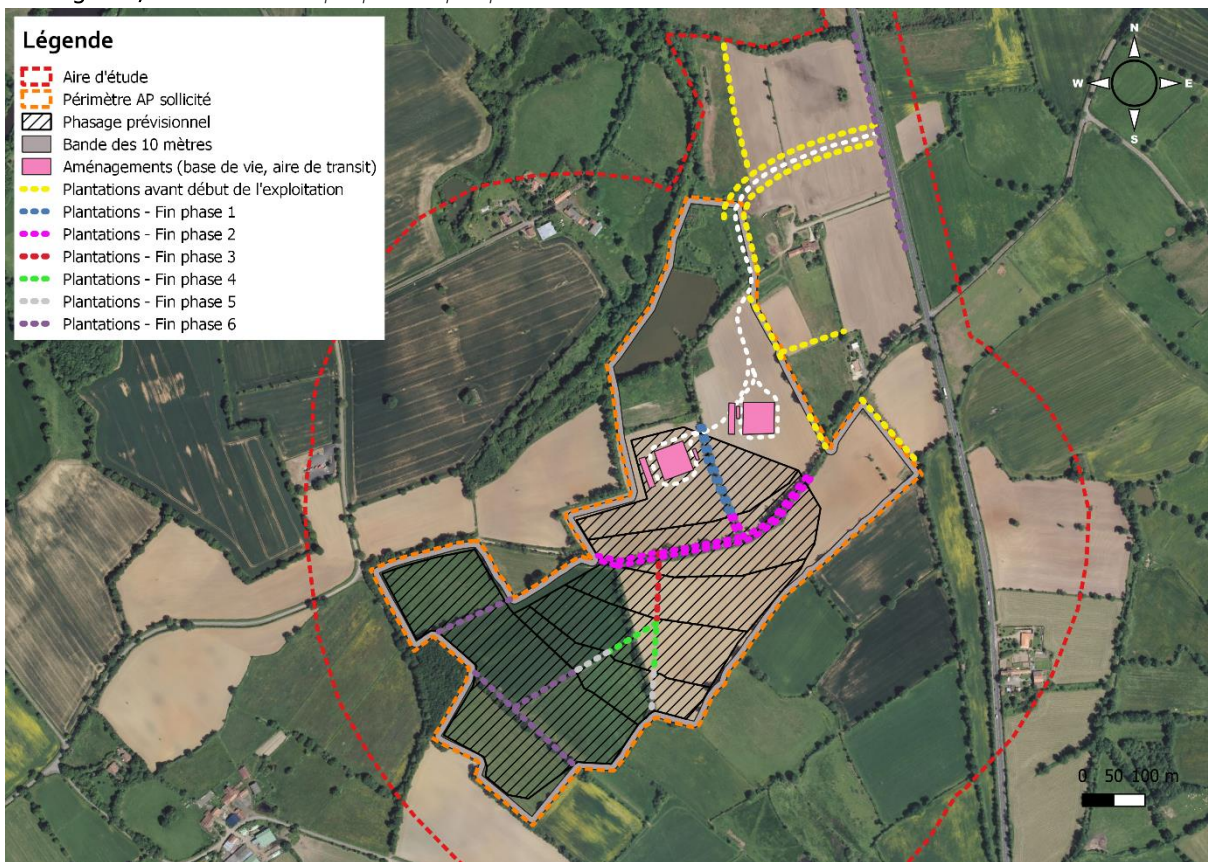 Légende
Aire d'étude
Périmètre AP sollicité
Phasage prévisionnel
Bande des 10 mètres
Aménagements (base de vie, aire de transit)
Plantations avant début de l'exploitation
Plantations - Fin phase 1
Plantations - Fin phase 2
Plantations - Fin phase 3
Plantations - Fin phase 4
Plantations - Fin phase 5
Plantations - Fin phase 6
N
W E
S
0 50 100 m